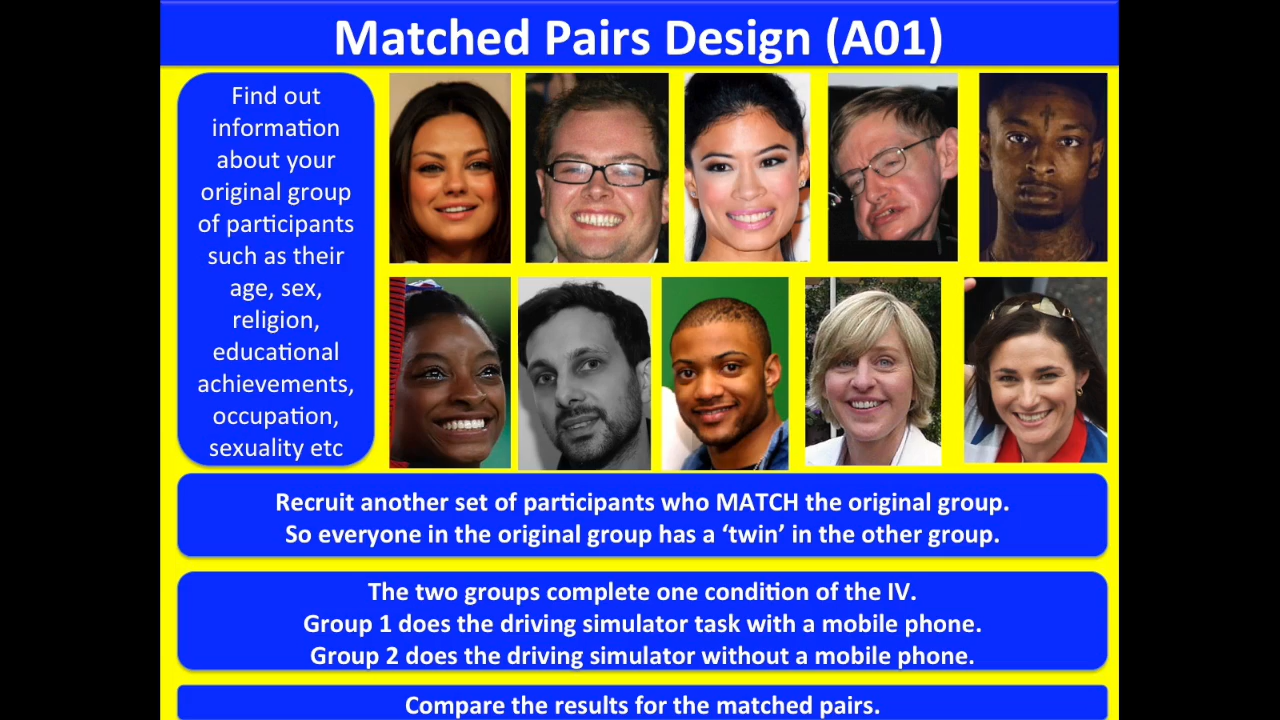 Matched Pairs Design (A01)
Find out
information
about your
original group
of participants
such as their
age, sex,
religion,
educational
achievements,
occupation,
sexuality etc
Recruit another set of participants who MATCH the original group.
So everyone in the original group has a ‘twin’ in the other group.
The two groups complete one condition of the IV.
Group 1 does the driving simulator task with a mobile phone.
Group 2 does the driving simulator without a mobile phone.
Compare the results for the matched pairs.